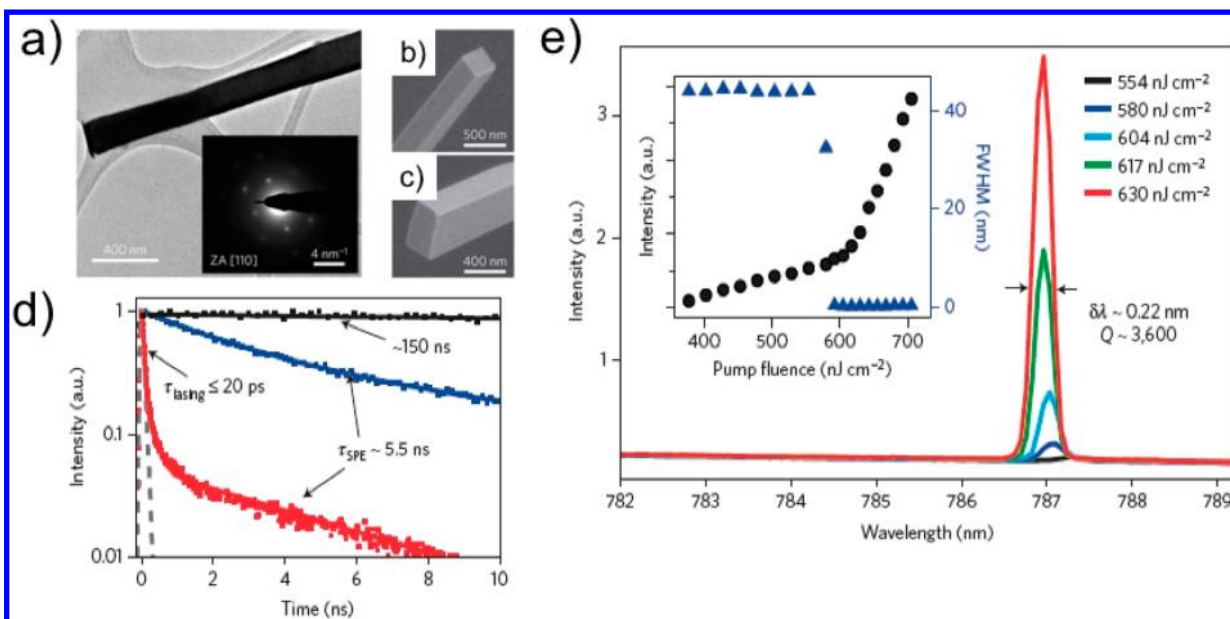 a)
400 nm
ZA [110]
4 nm⁻¹
b)
500 nm
c)
400 nm
d)
Intensity (a.u.)
1
0.1
0.01
~150 ns
τlasing ≤ 20 ps
τSPE ~ 5.5 ns
0 2 4 6 8 10
Time (ns)
e)
Intensity (a.u.)
3
2
1
Intensity (a.u.)
40
20
0
FWHM (nm)
400 500 600 700
Pump fluence (nJ cm⁻²)
554 nJ cm⁻²
580 nJ cm⁻²
604 nJ cm⁻²
617 nJ cm⁻²
630 nJ cm⁻²
δλ ~ 0.22 nm
Q ~ 3,600
782 783 784 785 786 787 788 789
Wavelength (nm)